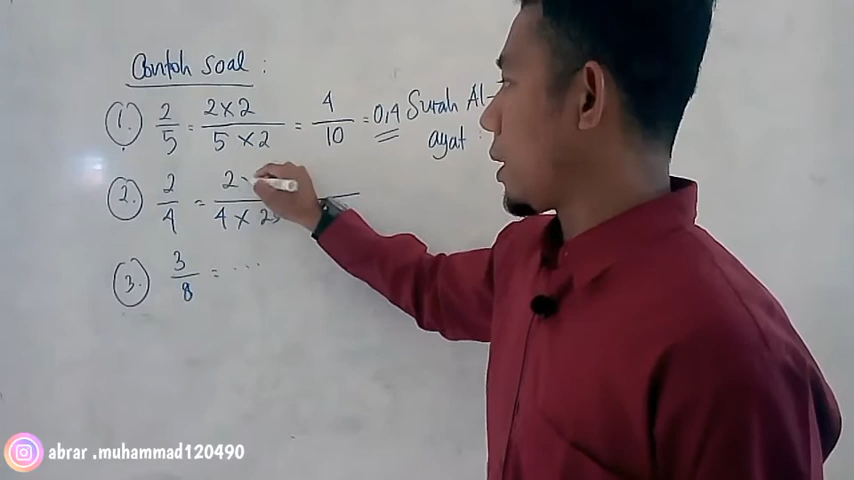 Contoh soal :
1. 2/5 = 2 × 2 / 5 × 2 = 4/10 = 0,4
Surah Al-
ayat :
2. 2/4 = 2 / 4 × 25
3. 3/8 = ...
abrar .muhammad120490